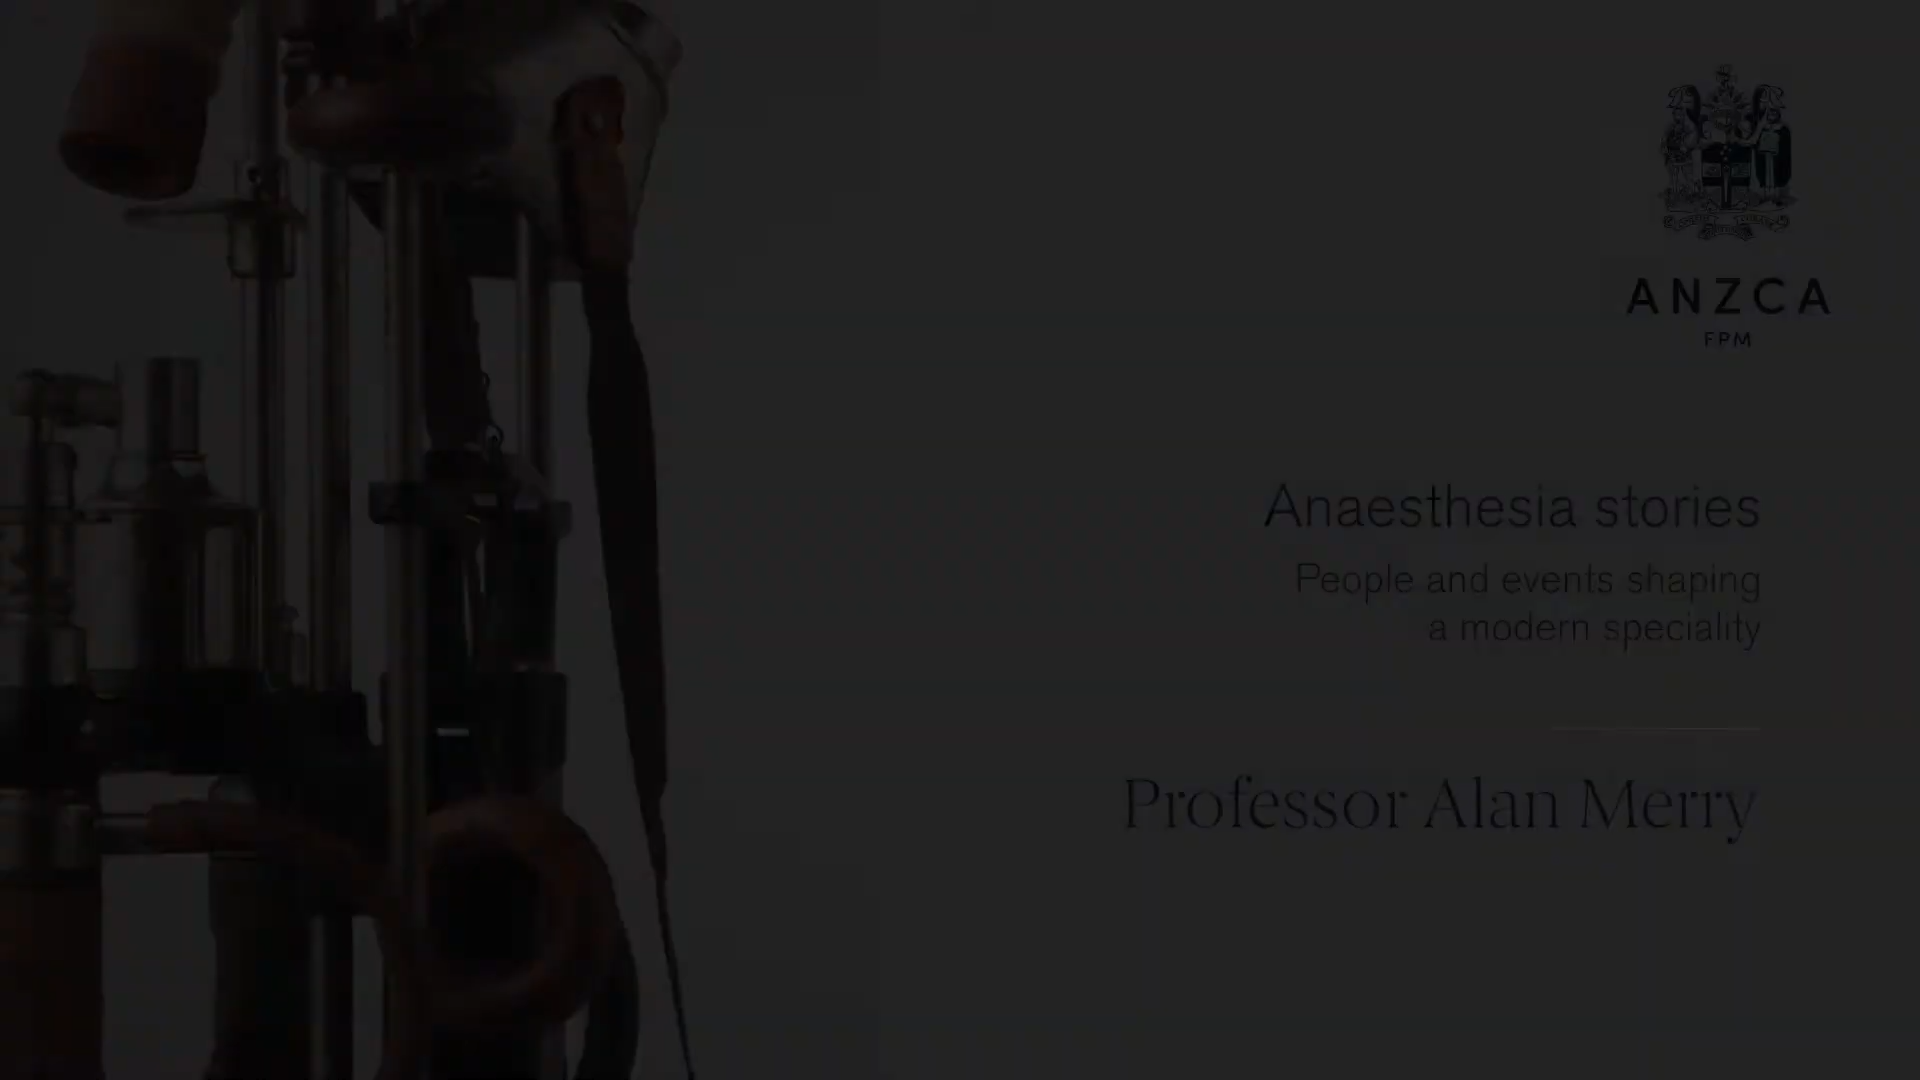 ANZCA
FPM
Anaesthesia stories
People and events shaping
a modern speciality
Professor Alan Merry